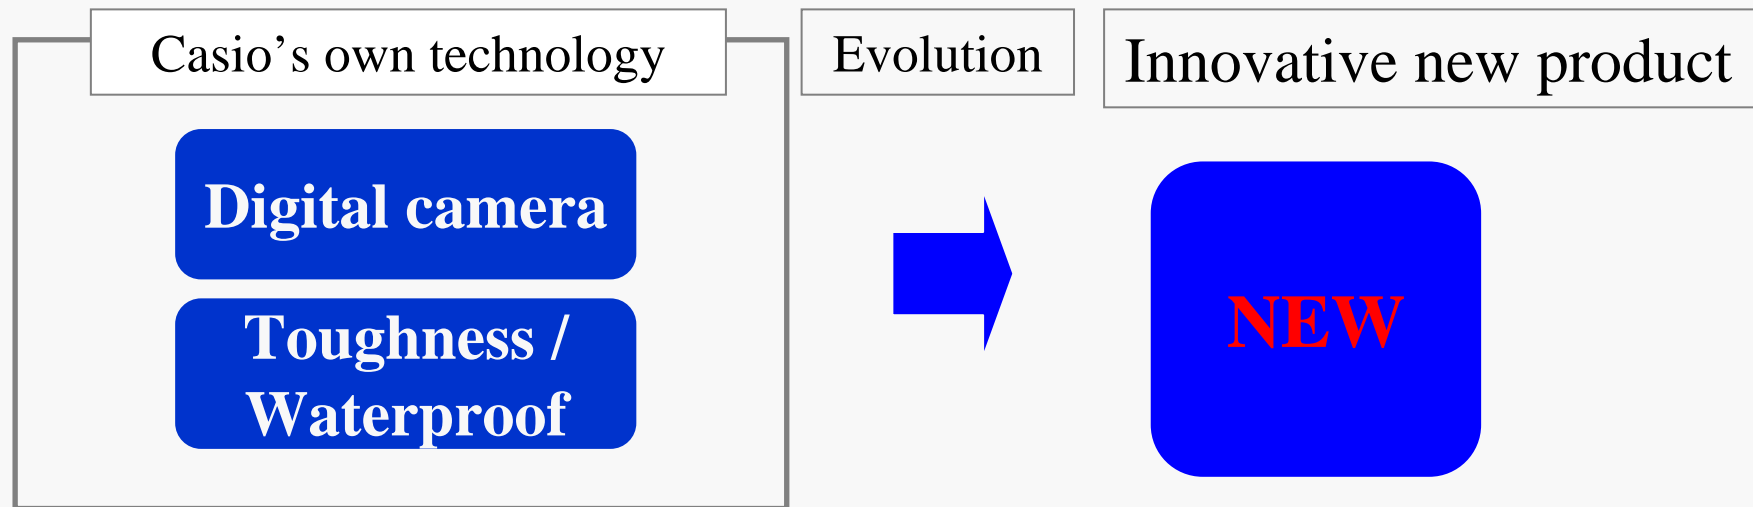 Casio’s own technology
Evolution
Innovative new product
Digital camera
Toughness /
Waterproof
NEW